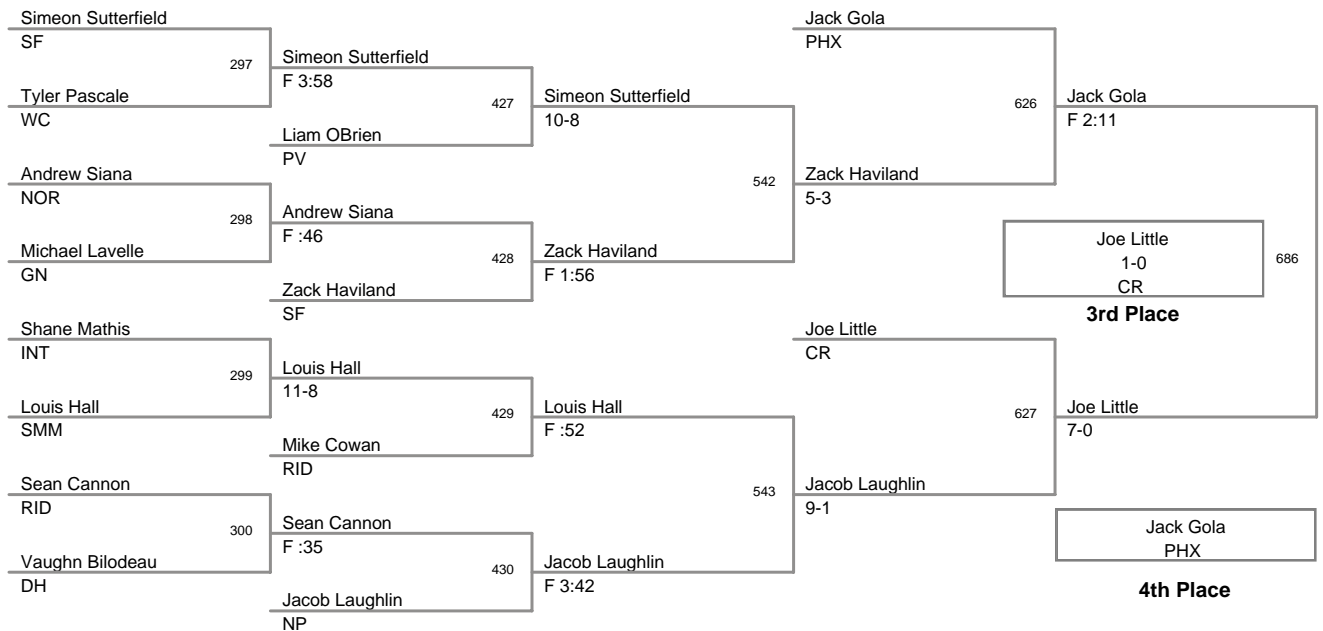 Simeon Sutterfield
SF
297
Tyler Pascale
WC
Simeon Sutterfield
F 3:58
427
Liam OBrien
PV
Andrew Siana
NOR
298
Michael Lavelle
GN
Andrew Siana
F :46
428
Zack Haviland
SF
Simeon Sutterfield
10-8
542
Zack Haviland
F 1:56
Shane Mathis
INT
299
Louis Hall
SMM
Louis Hall
11-8
429
Mike Cowan
RID
Sean Cannon
RID
300
Vaughn Bilodeau
DH
Sean Cannon
F :35
430
Jacob Laughlin
NP
Louis Hall
F :52
543
Jacob Laughlin
F 3:42
Jack Gola
PHX
626
Zack Haviland
5-3
Jack Gola
F 2:11
Joe Little
1-0
CR
3rd Place
686
Joe Little
CR
627
Jacob Laughlin
9-1
Joe Little
7-0
Jack Gola
PHX
4th Place